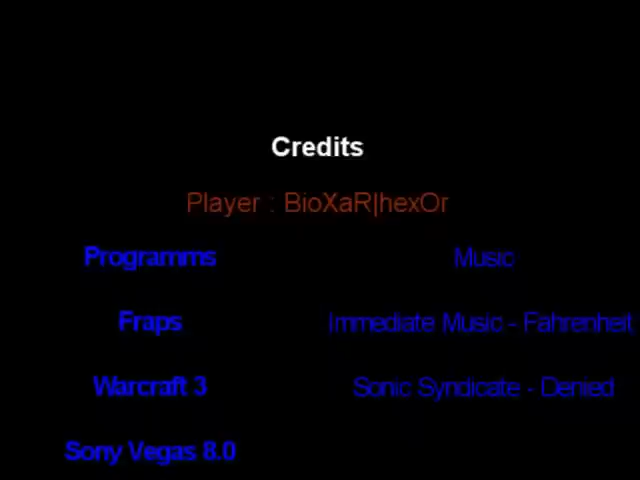 Credits
Player : BioXaR|hexOr
Programms
Music
Fraps
Immediate Music - Fahrenheit
Warcraft 3
Sonic Syndicate - Denied
Sony Vegas 8.0